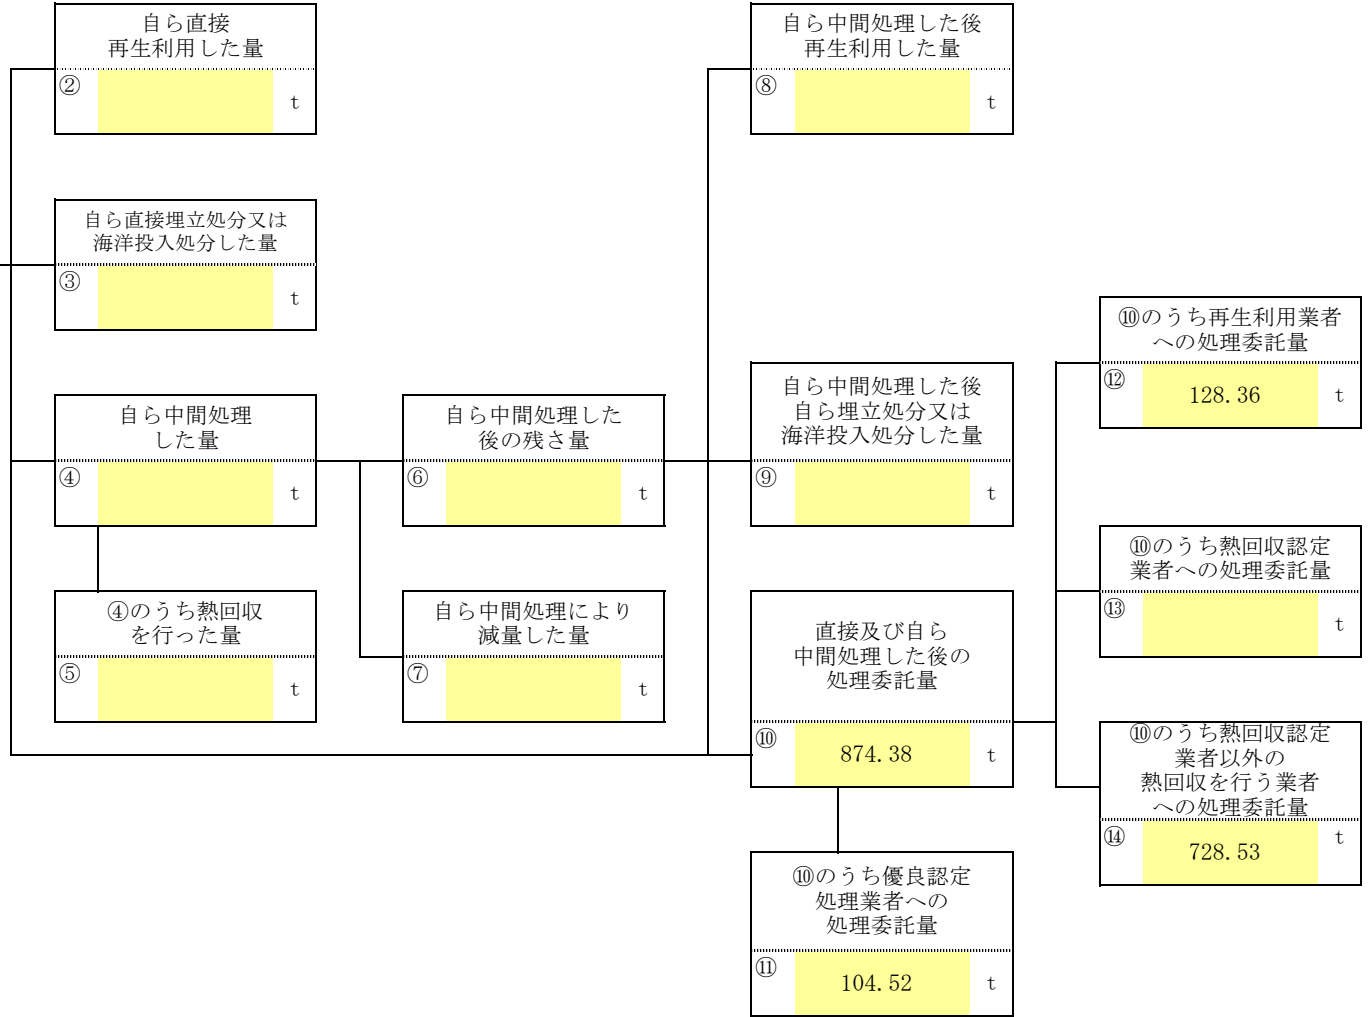 自ら直接
再生利用した量
②
t
自ら直接埋立処分又は
海洋投入処分した量
③
t
自ら中間処理
した量
④
t
④のうち熱回収
を行った量
⑤
t
自ら中間処理した
後の残さ量
⑥
t
自ら中間処理により
減量した量
⑦
t
自ら中間処理した後
再生利用した量
⑧
t
自ら中間処理した後
自ら埋立処分又は
海洋投入処分した量
⑨
t
直接及び自ら
中間処理した後の
処理委託量
⑩ 874.38 t
⑩のうち優良認定
処理業者への
処理委託量
⑪ 104.52 t
⑩のうち再生利用業者
への処理委託量
⑫ 128.36 t
⑩のうち熱回収認定
業者への処理委託量
⑬
t
⑩のうち熱回収認定
業者以外の
熱回収を行う業者
への処理委託量
⑭ 728.53 t